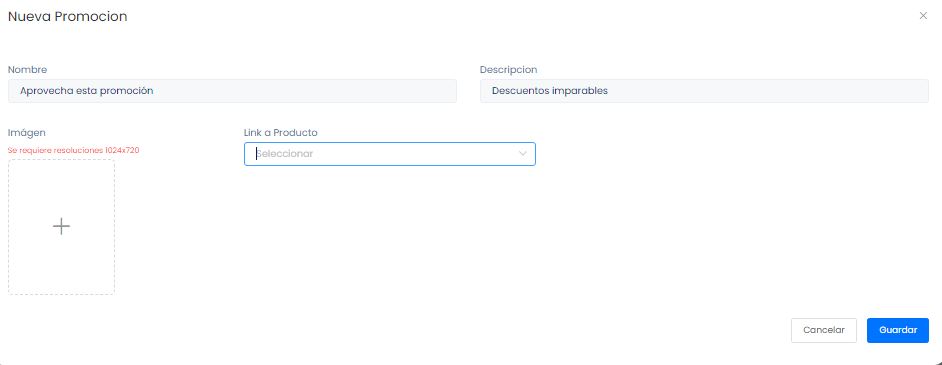 Nueva Promocion
Nombre
Descripcion
Aprovecha esta promoción
Descuentos imparables
Imágen
Link a Producto
Se requiere resoluciones 1024x720
Seleccionar
Cancelar
Guardar